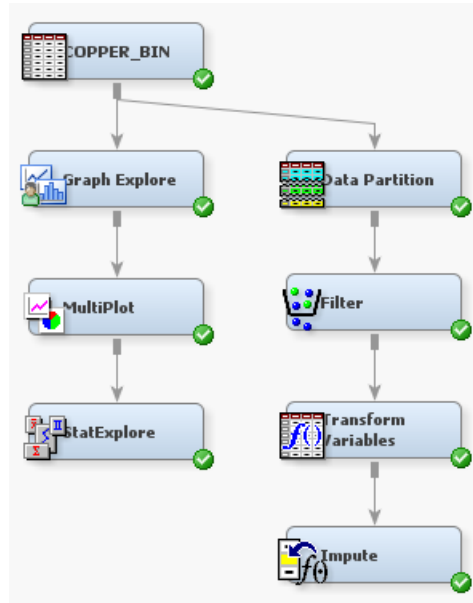 COPPER_BIN
Graph Explore
Data Partition
MultiPlot
Filter
StatExplore
Transform
Variables
Impute